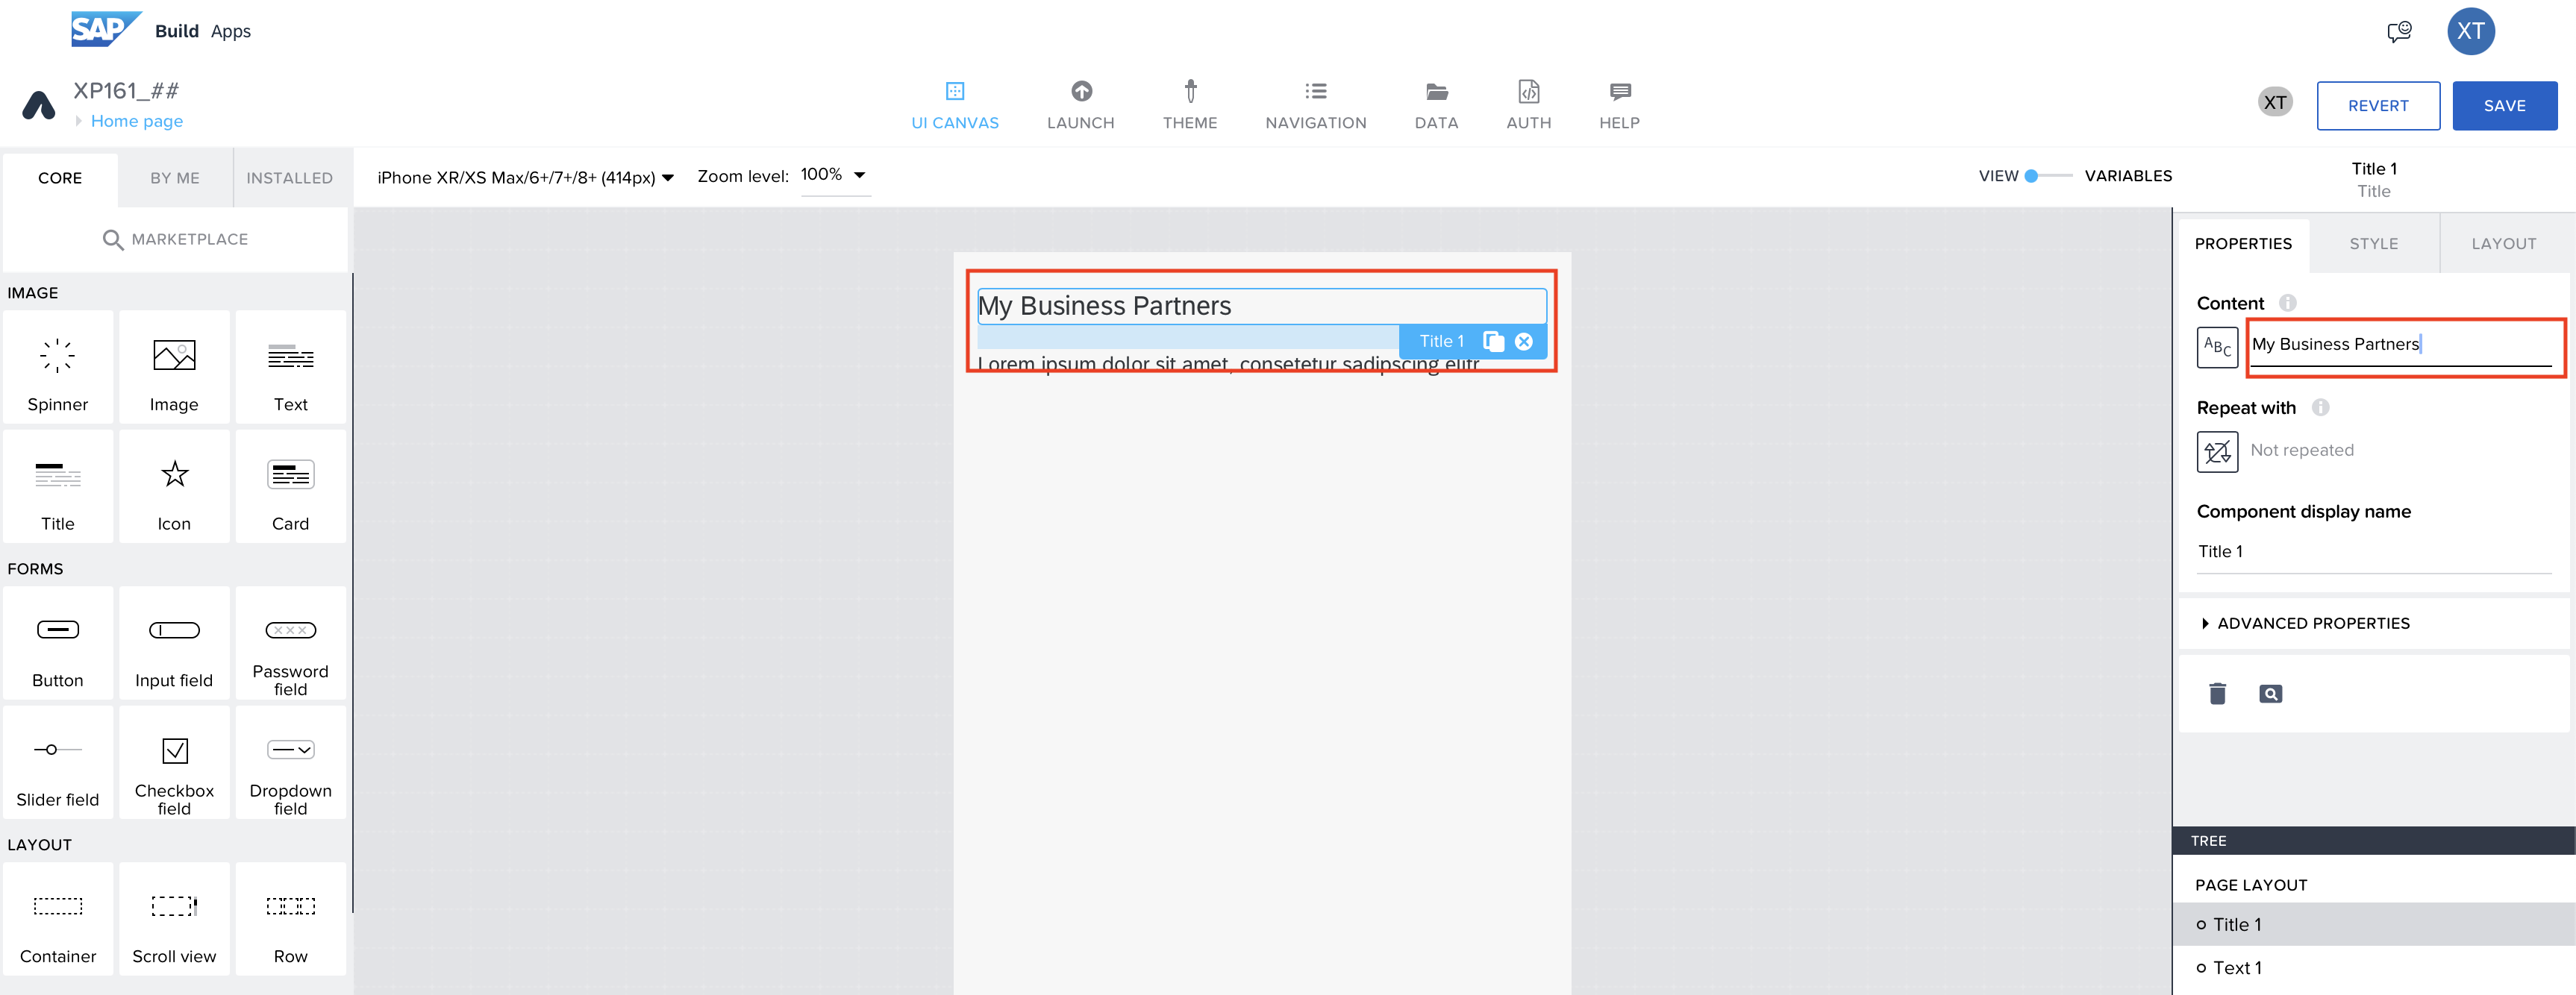 SAP Build Apps
XP161_##
Home page
UI CANVAS
LAUNCH
THEME
NAVIGATION
DATA
AUTH
HELP
XT
XT
REVERT
SAVE
CORE
BY ME
INSTALLED
MARKETPLACE
iPhone XR/XS Max/6+/7+/8+ (414px)
Zoom level: 100%
VIEW
VARIABLES
IMAGE
Spinner
Image
Text
Title
Icon
Card
FORMS
Button
Input field
Password
field
Slider field
Checkbox
field
Dropdown
field
LAYOUT
Container
Scroll view
Row
My Business Partners
Title 1
Lorem ipsum dolor sit amet, consetetur sadipscing elitr
Title 1
Title
PROPERTIES
STYLE
LAYOUT
Content
ABC
My Business Partners
Repeat with
Not repeated
Component display name
Title 1
ADVANCED PROPERTIES
TREE
PAGE LAYOUT
Title 1
Text 1